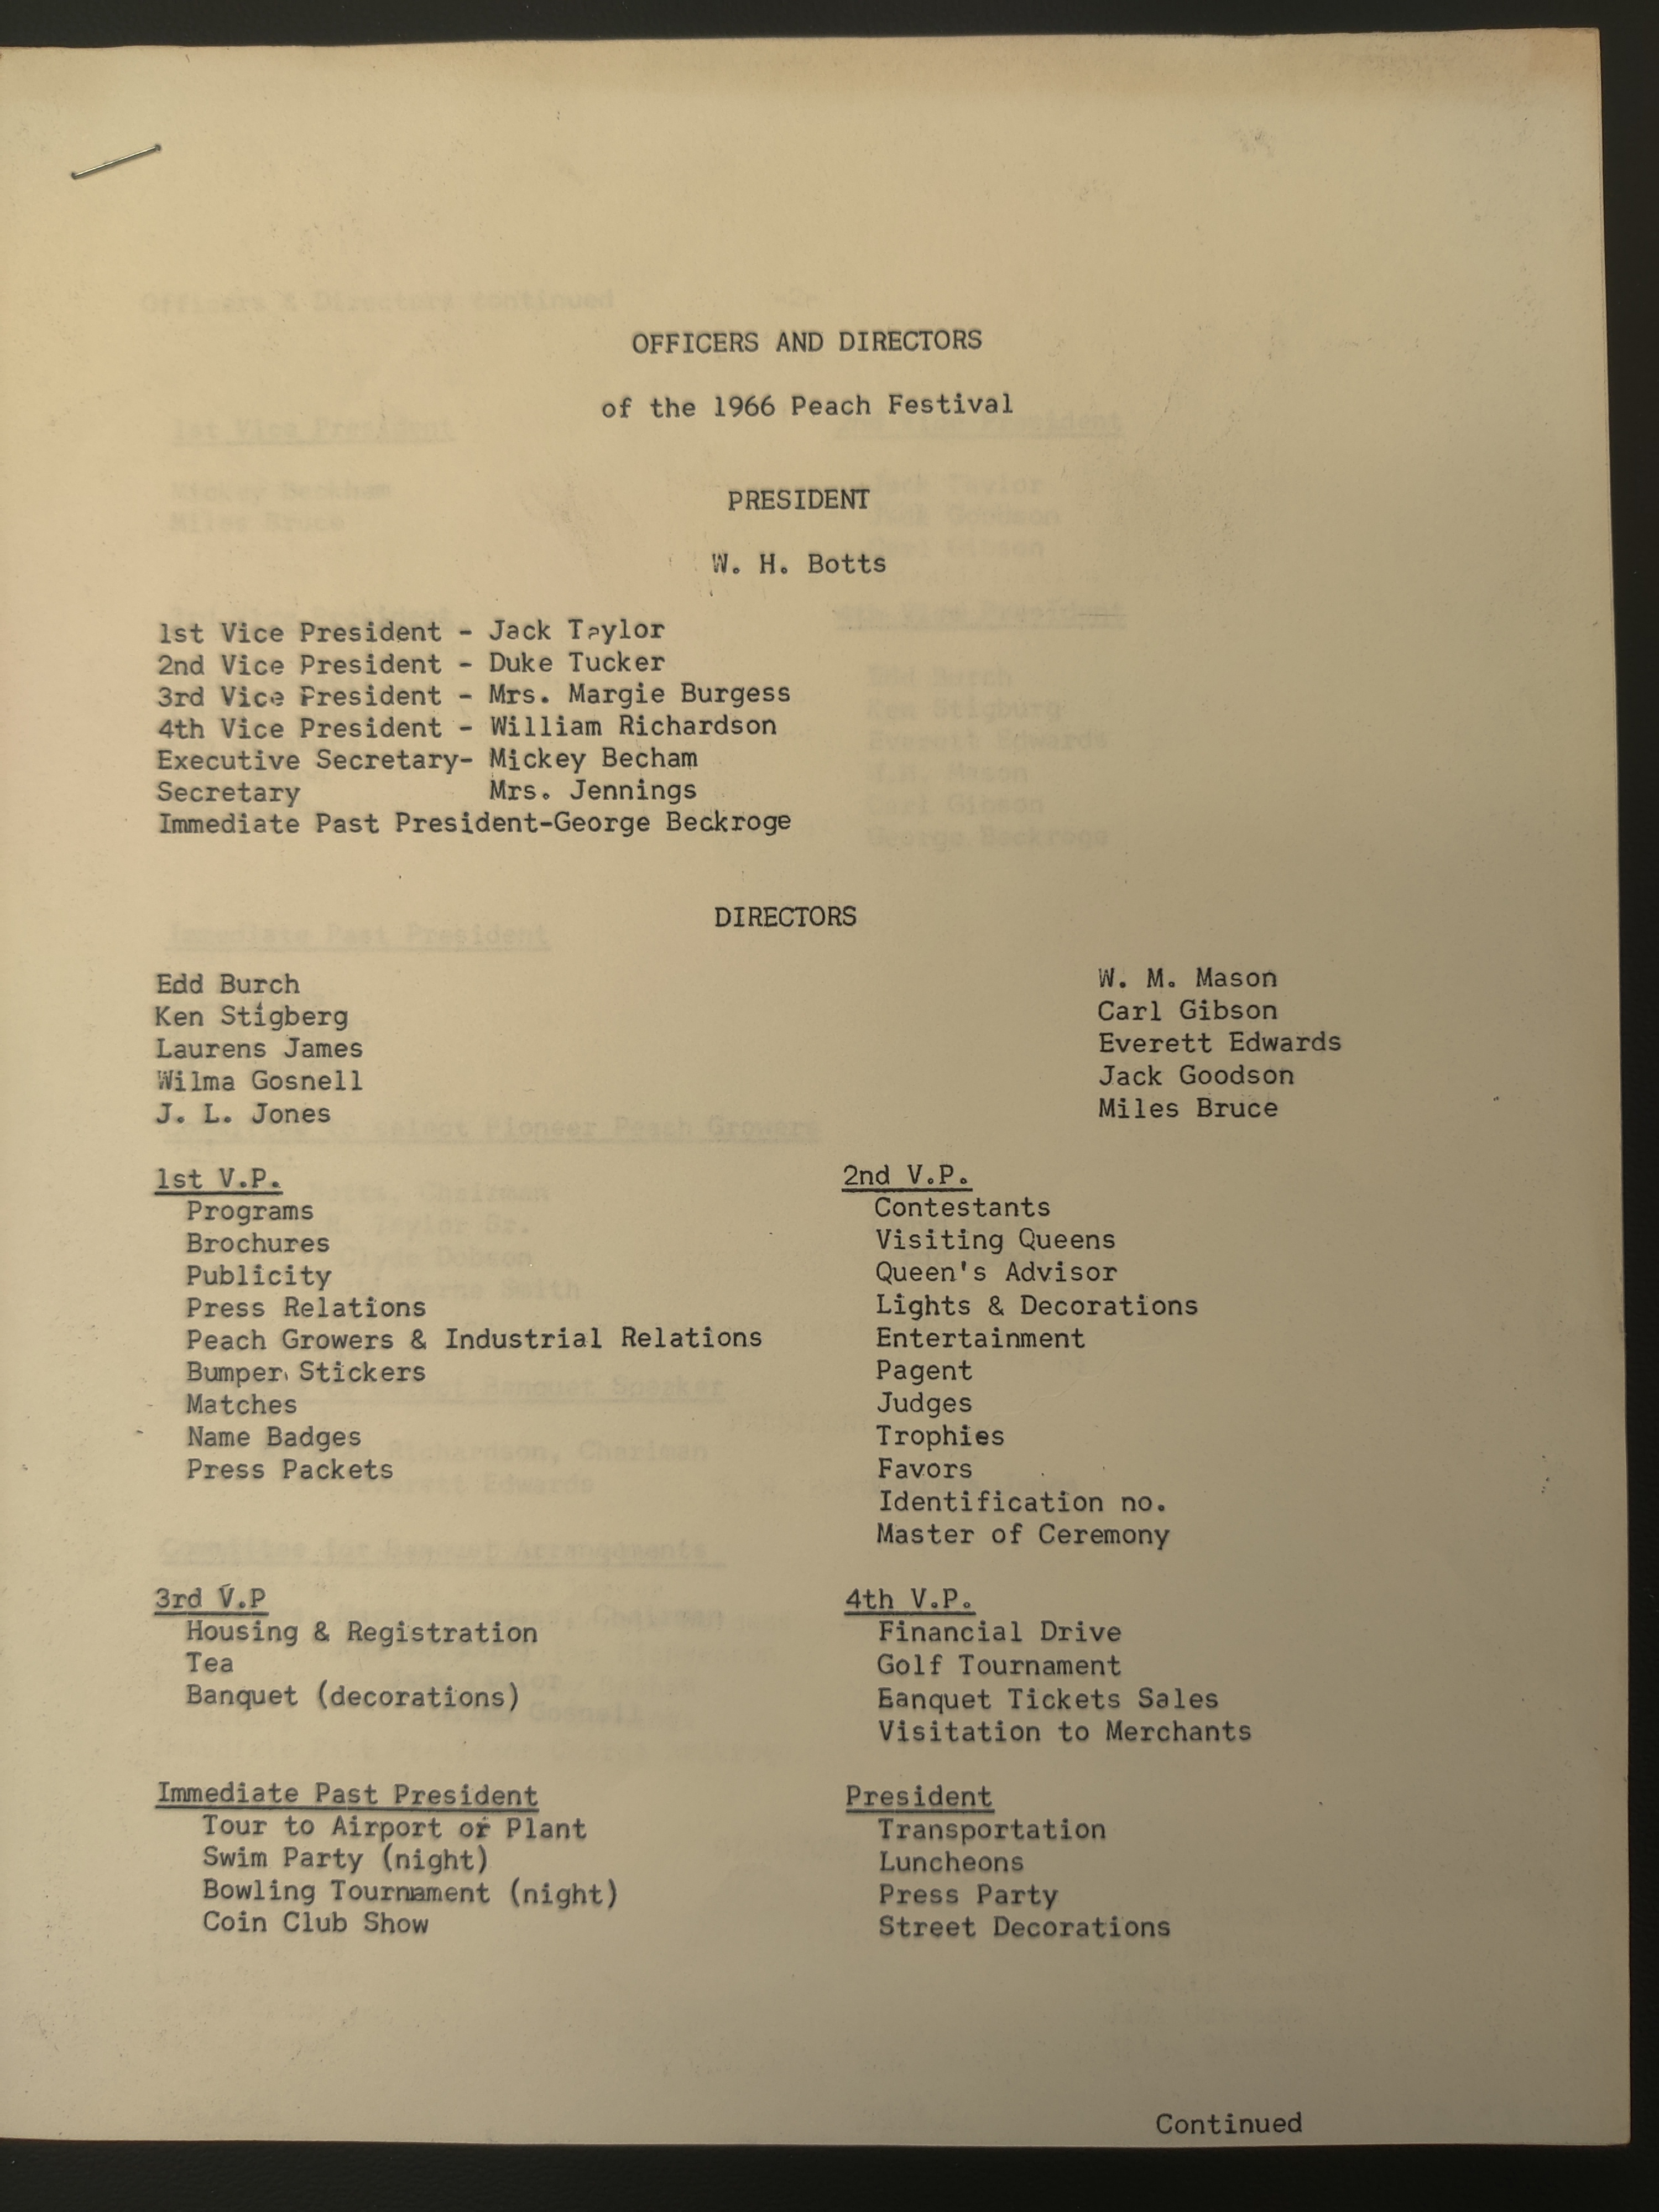 OFFICERS AND DIRECTORS
of the 1966 Peach Festival
PRESIDENT
W. H. Botts
1st Vice President - Jack Taylor
2nd Vice President - Duke Tucker
3rd Vice President - Mrs. Margie Burgess
4th Vice President - William Richardson
Executive Secretary- Mickey Becham
Secretary Mrs. Jennings
Immediate Past President-George Beckroge
DIRECTORS
Edd Burch
Ken Stigberg
Laurens James
Wilma Gosnell
J. L. Jones
W. M. Mason
Carl Gibson
Everett Edwards
Jack Goodson
Miles Bruce
1st V.P.
Programs
Brochures
Publicity
Press Relations
Peach Growers & Industrial Relations
Bumper Stickers
Matches
Name Badges
Press Packets
2nd V.P.
Contestants
Visiting Queens
Queen's Advisor
Lights & Decorations
Entertainment
Pagent
Judges
Trophies
Favors
Identification no.
Master of Ceremony
3rd V.P
Housing & Registration
Tea
Banquet (decorations)
4th V.P.
Financial Drive
Golf Tournament
Banquet Tickets Sales
Visitation to Merchants
Immediate Past President
Tour to Airport or Plant
Swim Party (night)
Bowling Tournament (night)
Coin Club Show
President
Transportation
Luncheons
Press Party
Street Decorations
Continued